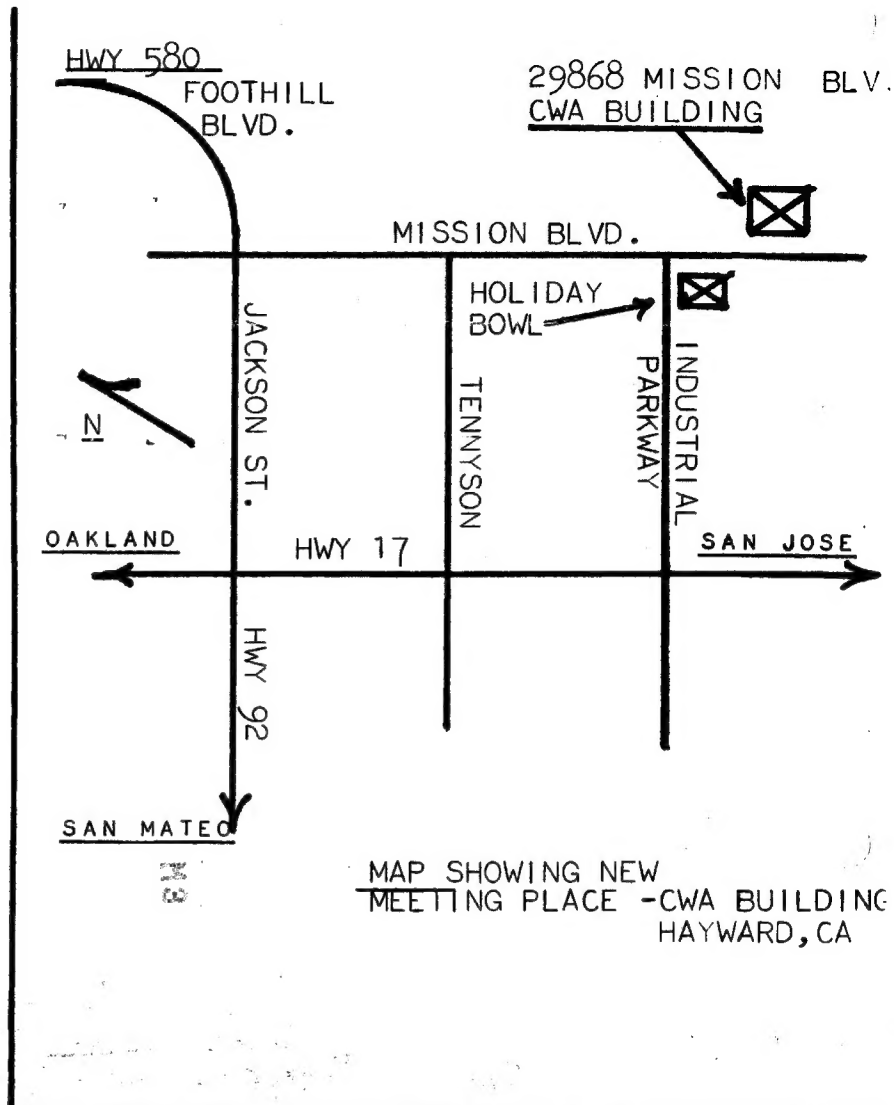 HWY 580
FOOTHILL
BLVD.
29868 MISSION BLV.
CWA BUILDING
MISSION BLVD.
HOLIDAY
BOWL
JACKSON ST.
TENNYSON
INDUSTRIAL
PARKWAY
N
OAKLAND
HWY 17
SAN JOSE
HWY 92
SAN MATEO
M3
MAP SHOWING NEW
MEETING PLACE -CWA BUILDING
HAYWARD, CA